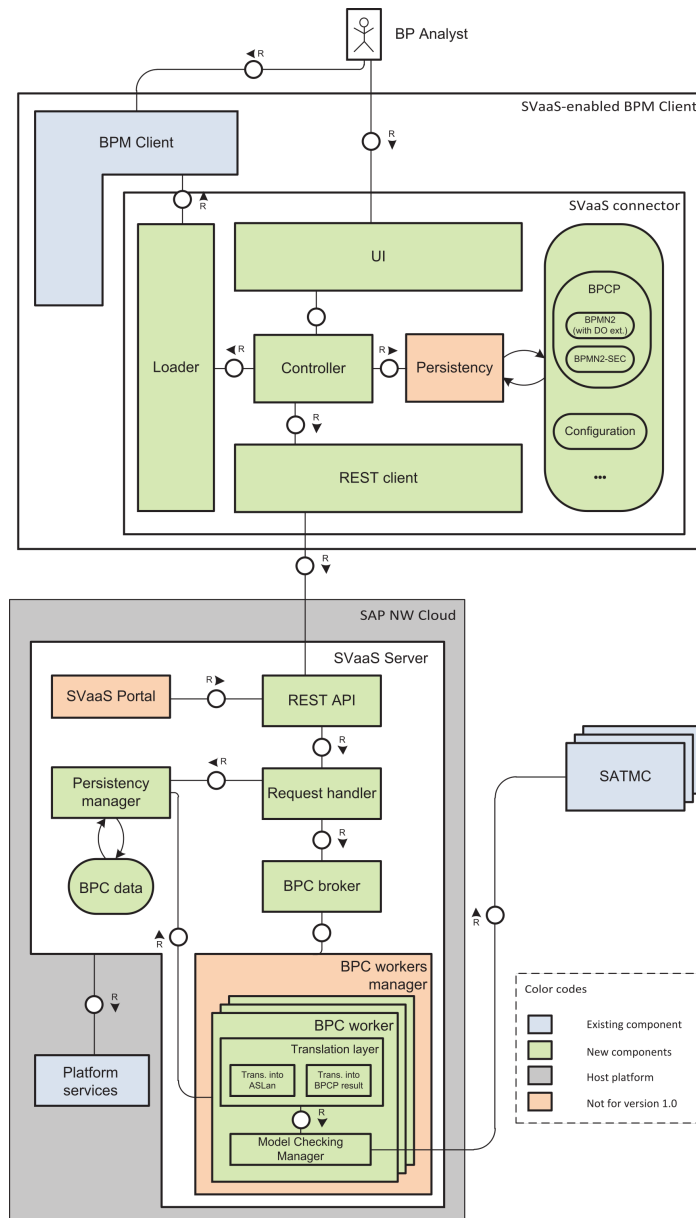 BP Analyst
R
SVaaS-enabled BPM Client
BPM Client
R
R
SVaaS connector
UI
BPCP
BPMN2
(with DO ext.)
BPMN2-SEC
Loader
R
Controller
R
Persistency
Configuration
R
REST client
...
R
SAP NW Cloud
SVaaS Server
SVaaS Portal
R
REST API
R
Persistency
manager
R
Request handler
SATMC
R
BPC data
BPC broker
R
R
BPC workers
manager
BPC worker
Translation layer
Trans. into
ASLan
Trans. into
BPCP result
R
Model Checking
Manager
R
Platform
services
Color codes
Existing component
New components
Host platform
Not for version 1.0